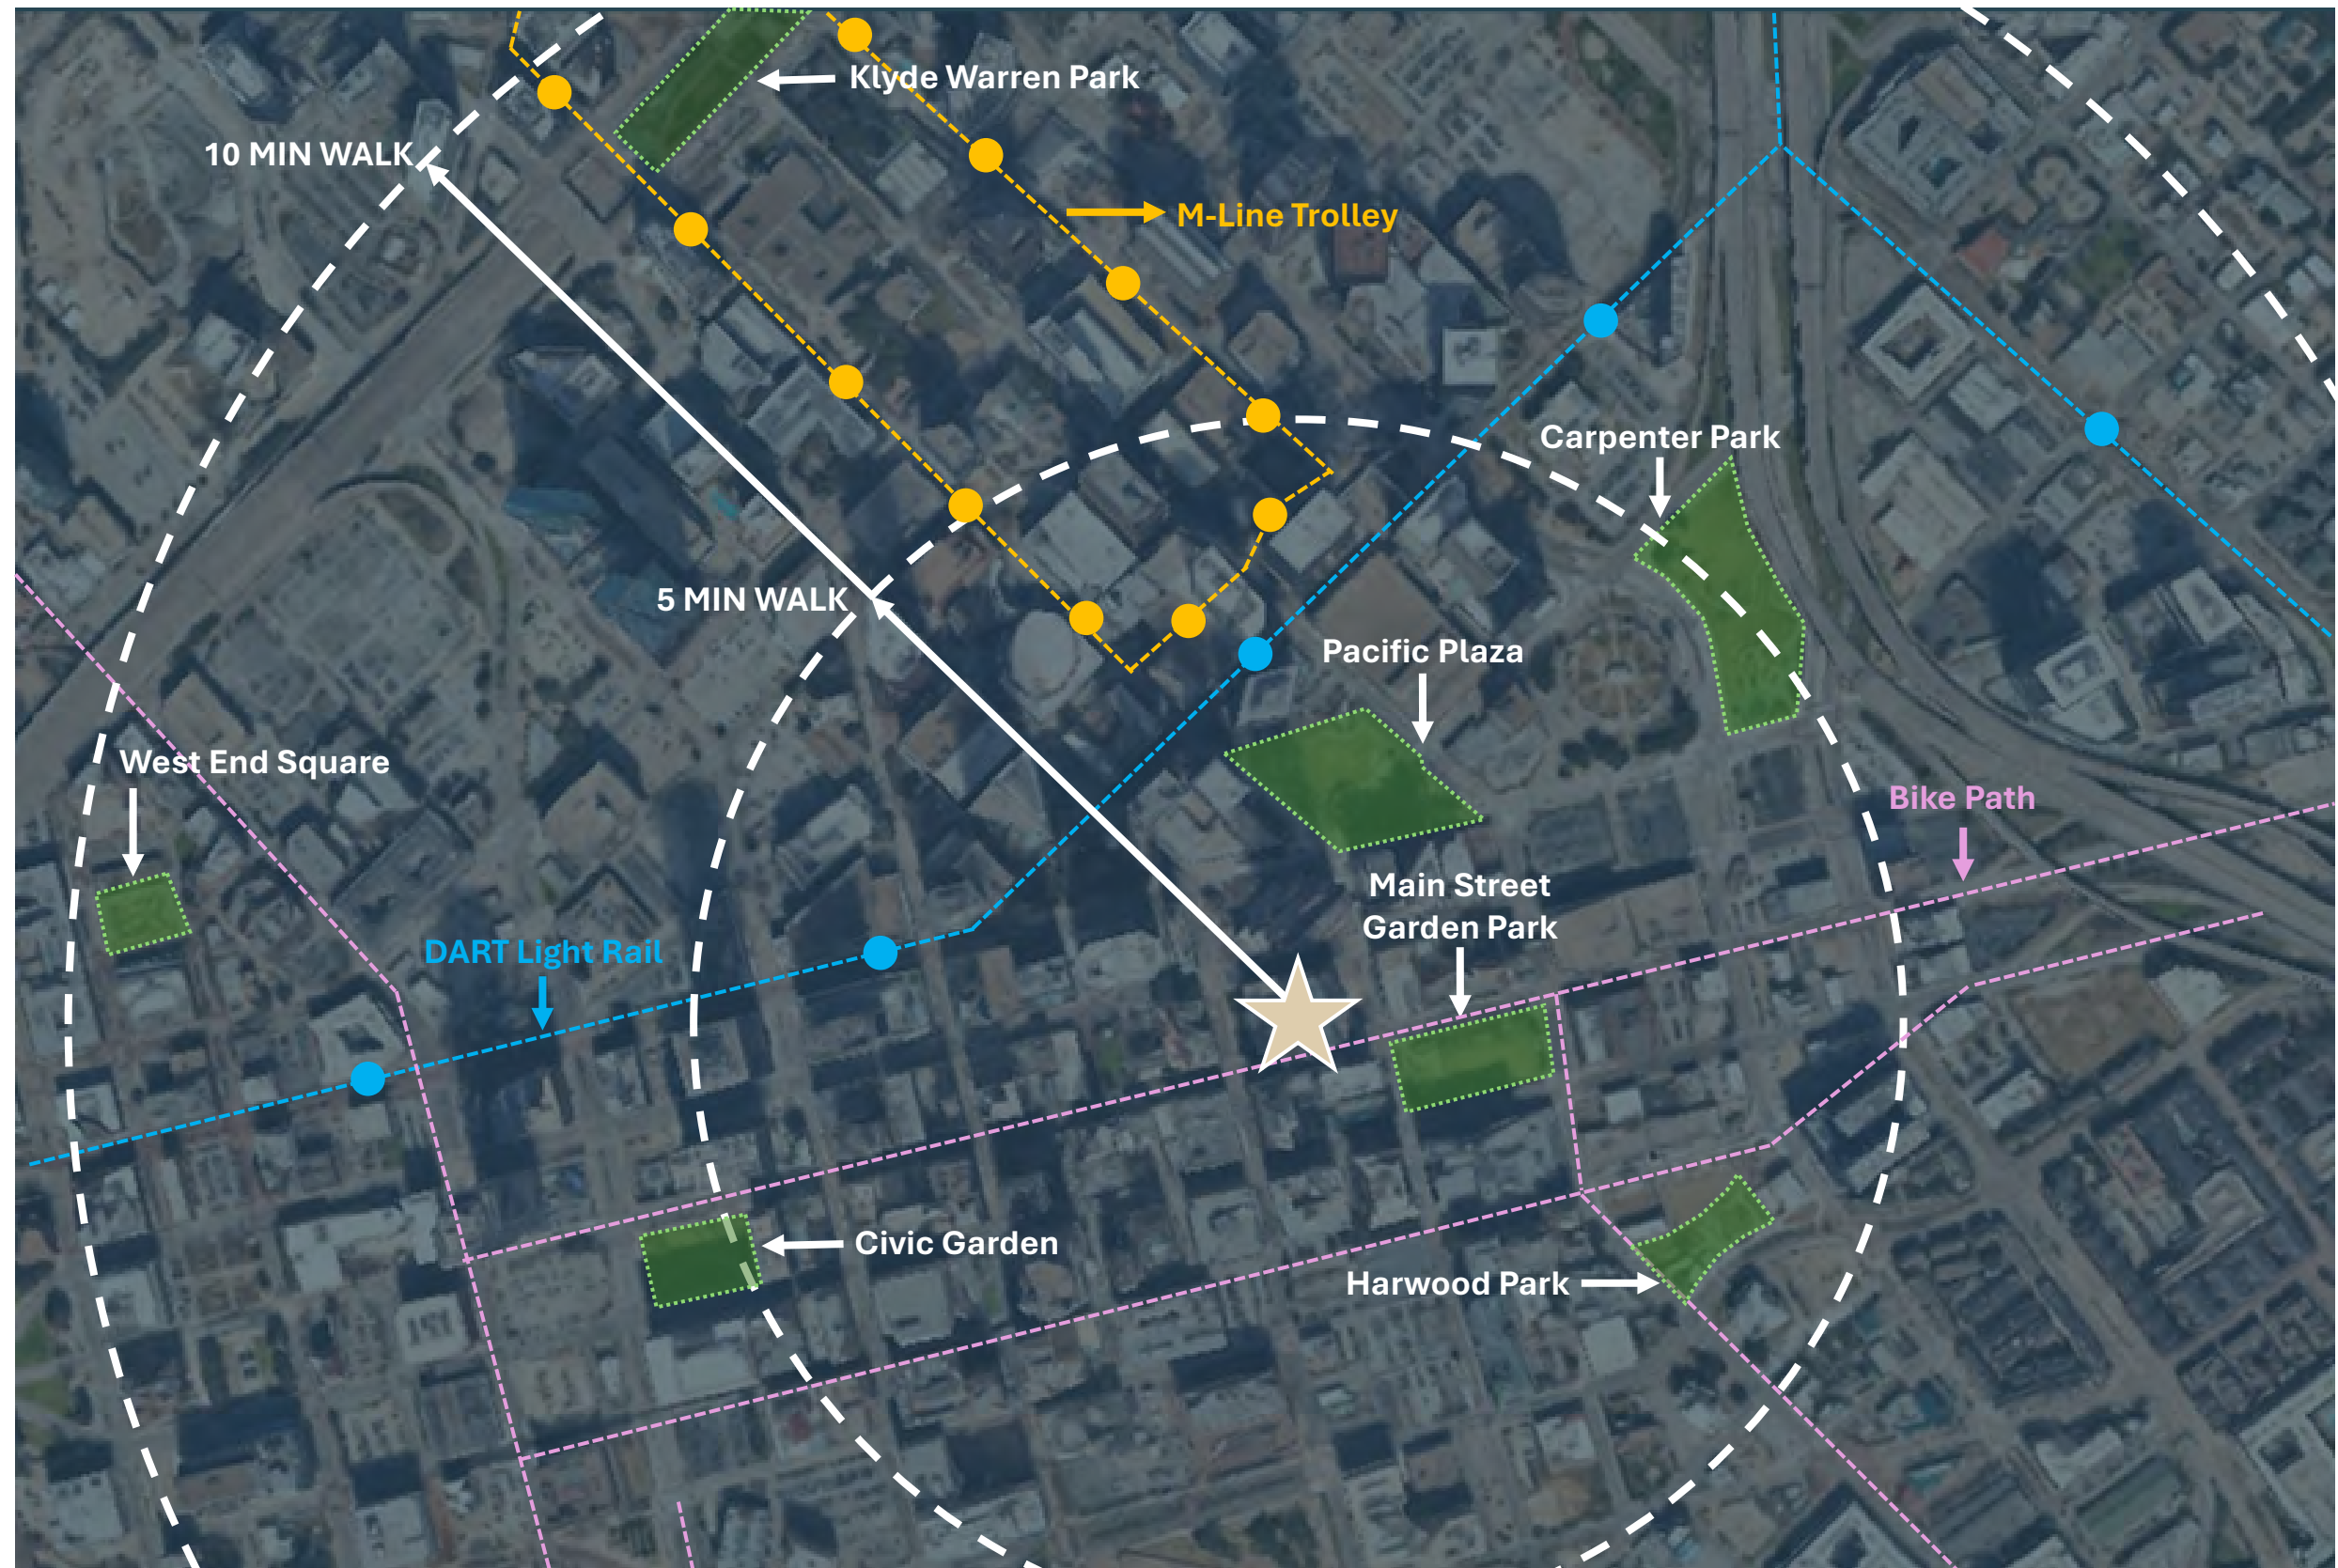 Klyde Warren Park
10 MIN WALK
M-Line Trolley
Carpenter Park
5 MIN WALK
Pacific Plaza
West End Square
Bike Path
Main Street
Garden Park
DART Light Rail
Civic Garden
Harwood Park